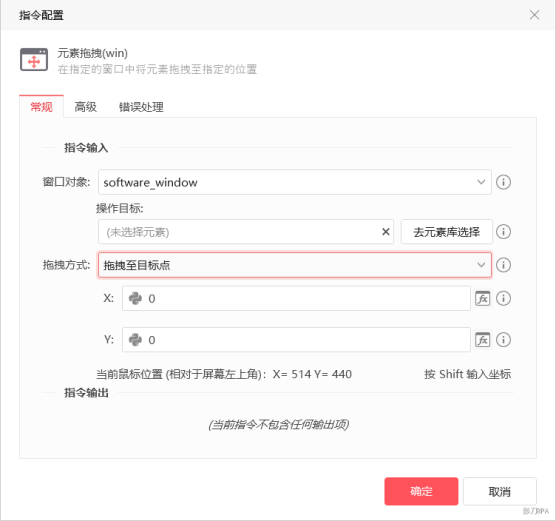 指令配置
元素拖拽(win)
在指定的窗口中将元素拖拽至指定的位置
常规 高级 错误处理
指令输入
窗口对象: software_window
操作目标:
(未选择元素) 去元素库选择
拖拽方式: 拖拽至目标点
X: 0 fx
Y: 0 fx
当前鼠标位置 (相对于屏幕左上角): X= 514 Y= 440 按 Shift 输入坐标
指令输出
(当前指令不包含任何输出项)
确定 取消
影刀RPA